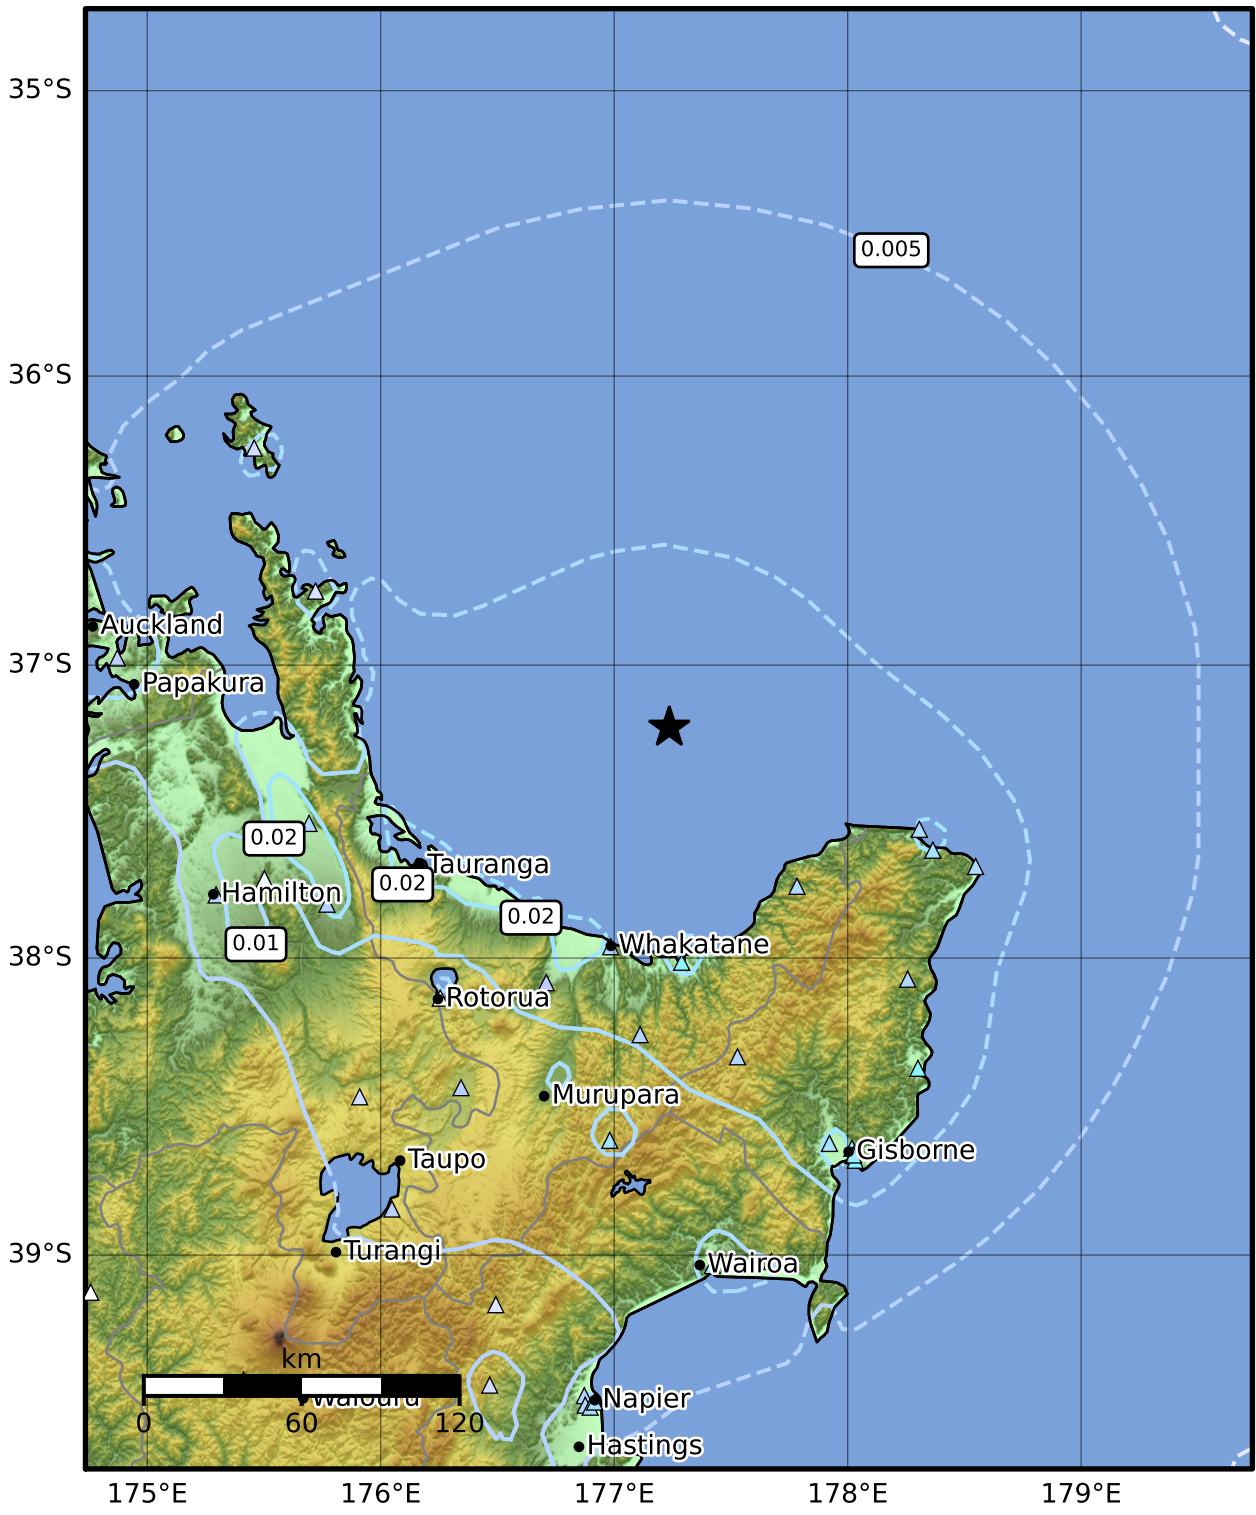 35°S
0.005
36°S
Auckland
37°S
Papakura
0.02
Tauranga
0.02
Hamilton
0.02
0.01
Whakatane
38°S
Rotorua
Murupara
Gisborne
Taupo
39°S
Turangi
Wairoa
km
Waiouru
Napier
0
60
120
Hastings
175°E
176°E
177°E
178°E
179°E